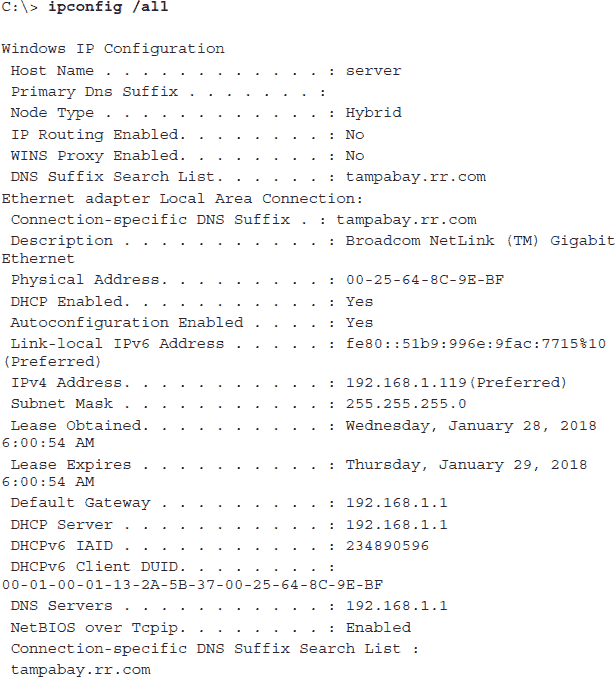 C:\> ipconfig /all
Windows IP Configuration
Host Name . . . . . . . . . . . . : server
Primary Dns Suffix . . . . . . . :
Node Type . . . . . . . . . . . . : Hybrid
IP Routing Enabled. . . . . . . . : No
WINS Proxy Enabled. . . . . . . . : No
DNS Suffix Search List. . . . . . : tampabay.rr.com
Ethernet adapter Local Area Connection:
Connection-specific DNS Suffix . : tampabay.rr.com
Description . . . . . . . . . . . : Broadcom NetLink (TM) Gigabit
Ethernet
Physical Address. . . . . . . . . : 00-25-64-8C-9E-BF
DHCP Enabled. . . . . . . . . . . : Yes
Autoconfiguration Enabled . . . . : Yes
Link-local IPv6 Address . . . . . : fe80::51b9:996e:9fac:7715%10
(Preferred)
IPv4 Address. . . . . . . . . . . : 192.168.1.119(Preferred)
Subnet Mask . . . . . . . . . . . : 255.255.255.0
Lease Obtained. . . . . . . . . . : Wednesday, January 28, 2018
6:00:54 AM
Lease Expires . . . . . . . . . . : Thursday, January 29, 2018
6:00:54 AM
Default Gateway . . . . . . . . . : 192.168.1.1
DHCP Server . . . . . . . . . . . : 192.168.1.1
DHCPv6 IAID . . . . . . . . . . . : 234890596
DHCPv6 Client DUID. . . . . . . . :
00-01-00-01-13-2A-5B-37-00-25-64-8C-9E-BF
DNS Servers . . . . . . . . . . . : 192.168.1.1
NetBIOS over Tcpip. . . . . . . . : Enabled
Connection-specific DNS Suffix Search List :
tampabay.rr.com